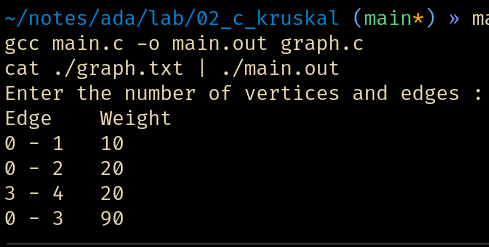 ~/notes/ada/lab/02_c_kruskal (main*) »
gcc main.c -o main.out graph.c
cat ./graph.txt | ./main.out
Enter the number of vertices and edges :
Edge    Weight
0 - 1   10
0 - 2   20
3 - 4   20
0 - 3   90